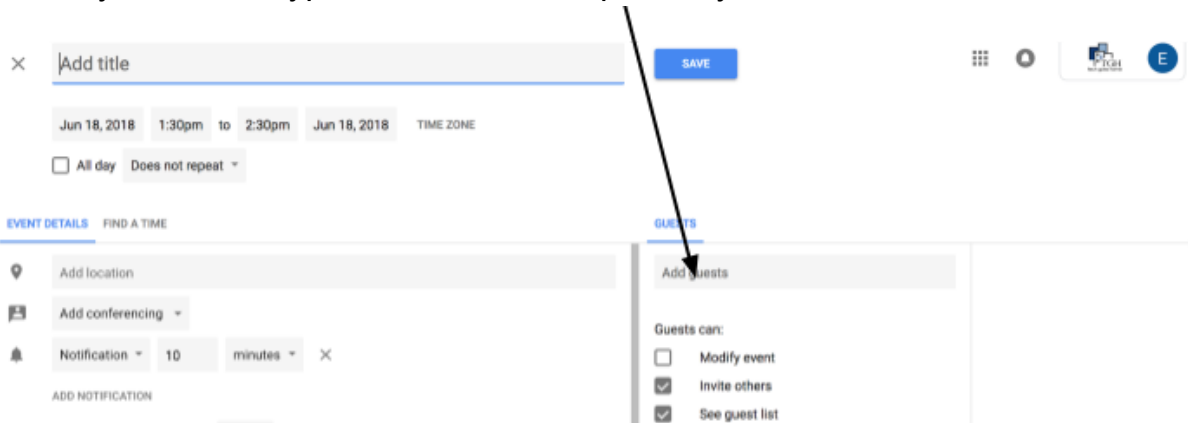 Add title
SAVE
TGH
E
Jun 18, 2018 1:30pm to 2:30pm Jun 18, 2018 TIME ZONE
All day Does not repeat
EVENT DETAILS FIND A TIME
GUESTS
Add location
Add conferencing
Notification 10 minutes
ADD NOTIFICATION
Add guests
Guests can:
Modify event
Invite others
See guest list